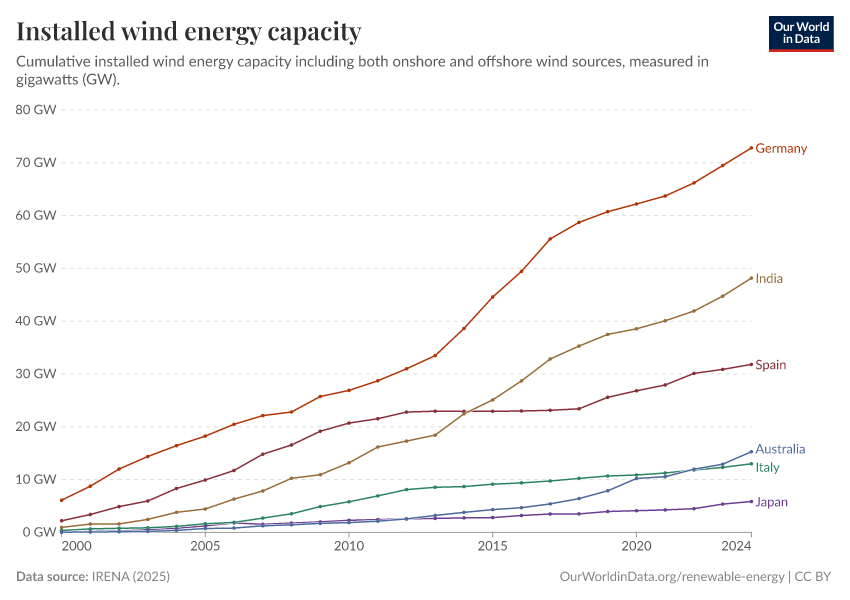 Installed wind energy capacity
Our World
in Data
Cumulative installed wind energy capacity including both onshore and offshore wind sources, measured in
gigawatts (GW).
80 GW
70 GW
60 GW
50 GW
40 GW
30 GW
20 GW
10 GW
0 GW
Germany
India
Spain
Australia
Italy
Japan
2000
2005
2010
2015
2020
2024
Data source: IRENA (2025)
OurWorldinData.org/renewable-energy | CC BY